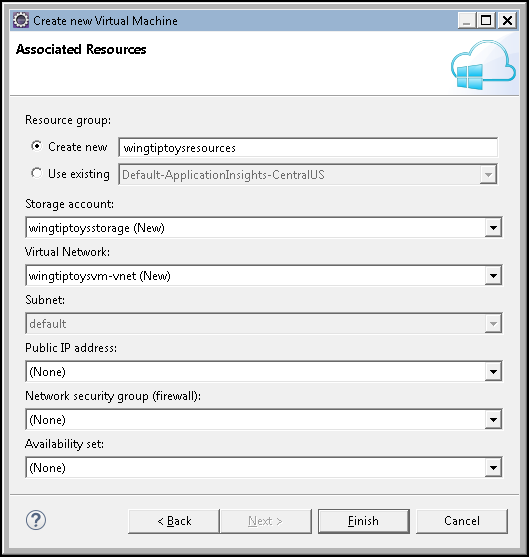 Create new Virtual Machine
Associated Resources
Resource group:
Create new wingtiptoysresources
Use existing Default-ApplicationInsights-CentralUS
Storage account:
wingtiptoysstorage (New)
Virtual Network:
wingtiptoysvm-vnet (New)
Subnet:
default
Public IP address:
(None)
Network security group (firewall):
(None)
Availability set:
(None)
? < Back Next > Finish Cancel